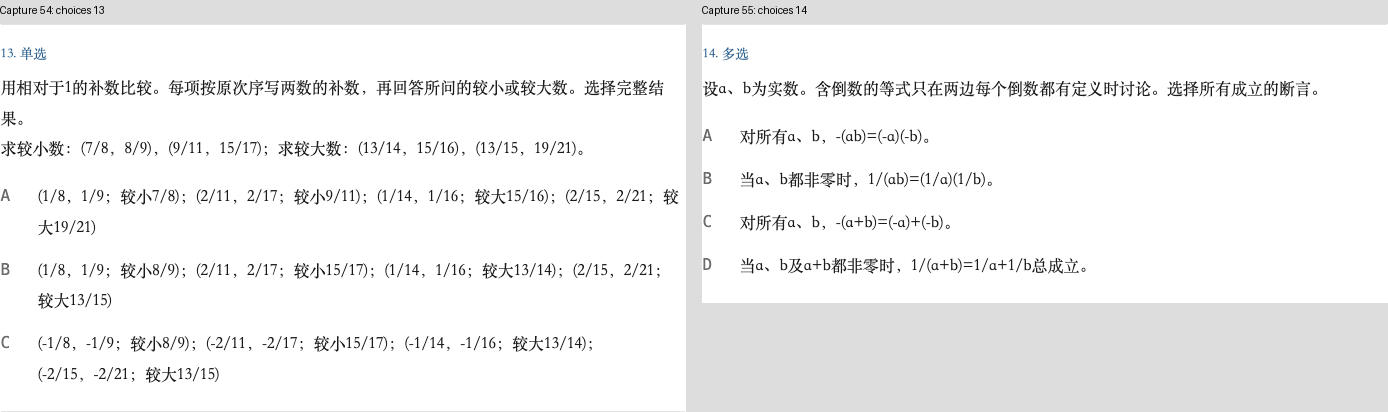 Capture 54: choices 13
13. 单选
用相对于1的补数比较。每项按原次序写两数的补数，再回答所问的较小或较大数。选择完整结
果。
求较小数：(7/8，8/9)，(9/11，15/17)；求较大数：(13/14，15/16)，(13/15，19/21)。
A (1/8，1/9；较小7/8)；(2/11，2/17；较小9/11)；(1/14，1/16；较大15/16)；(2/15，2/21；较
大19/21)
B (1/8，1/9；较小8/9)；(2/11，2/17；较小15/17)；(1/14，1/16；较大13/14)；(2/15，2/21；
较大13/15)
C (-1/8，-1/9；较小8/9)；(-2/11，-2/17；较小15/17)；(-1/14，-1/16；较大13/14)；
(-2/15，-2/21；较大13/15)
Capture 55: choices 14
14. 多选
设a、b为实数。含倒数的等式只在两边每个倒数都有定义时讨论。选择所有成立的断言。
A 对所有a、b，-(ab)=(-a)(-b)。
B 当a、b都非零时，1/(ab)=(1/a)(1/b)。
C 对所有a、b，-(a+b)=(-a)+(-b)。
D 当a、b及a+b都非零时，1/(a+b)=1/a+1/b总成立。